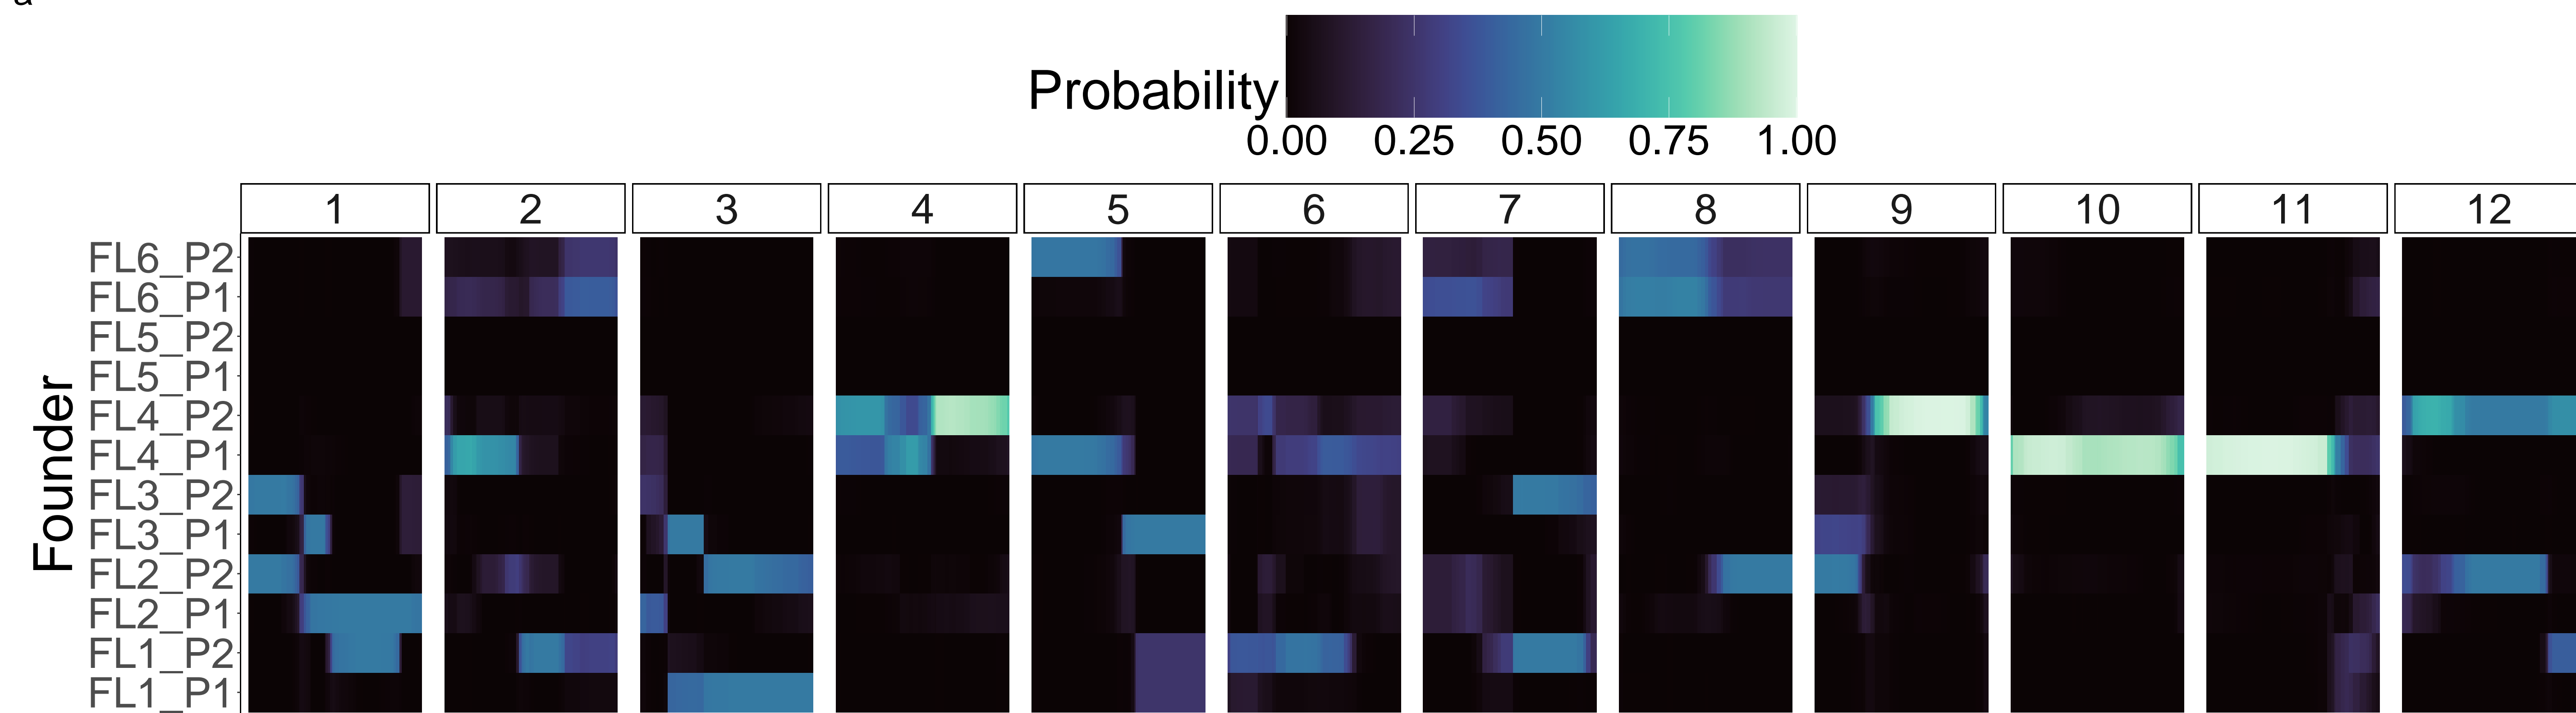 a
Probability
0.00 0.25 0.50 0.75 1.00
1 2 3 4 5 6 7 8 9 10 11 12
Founder
FL6_P2
FL6_P1
FL5_P2
FL5_P1
FL4_P2
FL4_P1
FL3_P2
FL3_P1
FL2_P2
FL2_P1
FL1_P2
FL1_P1